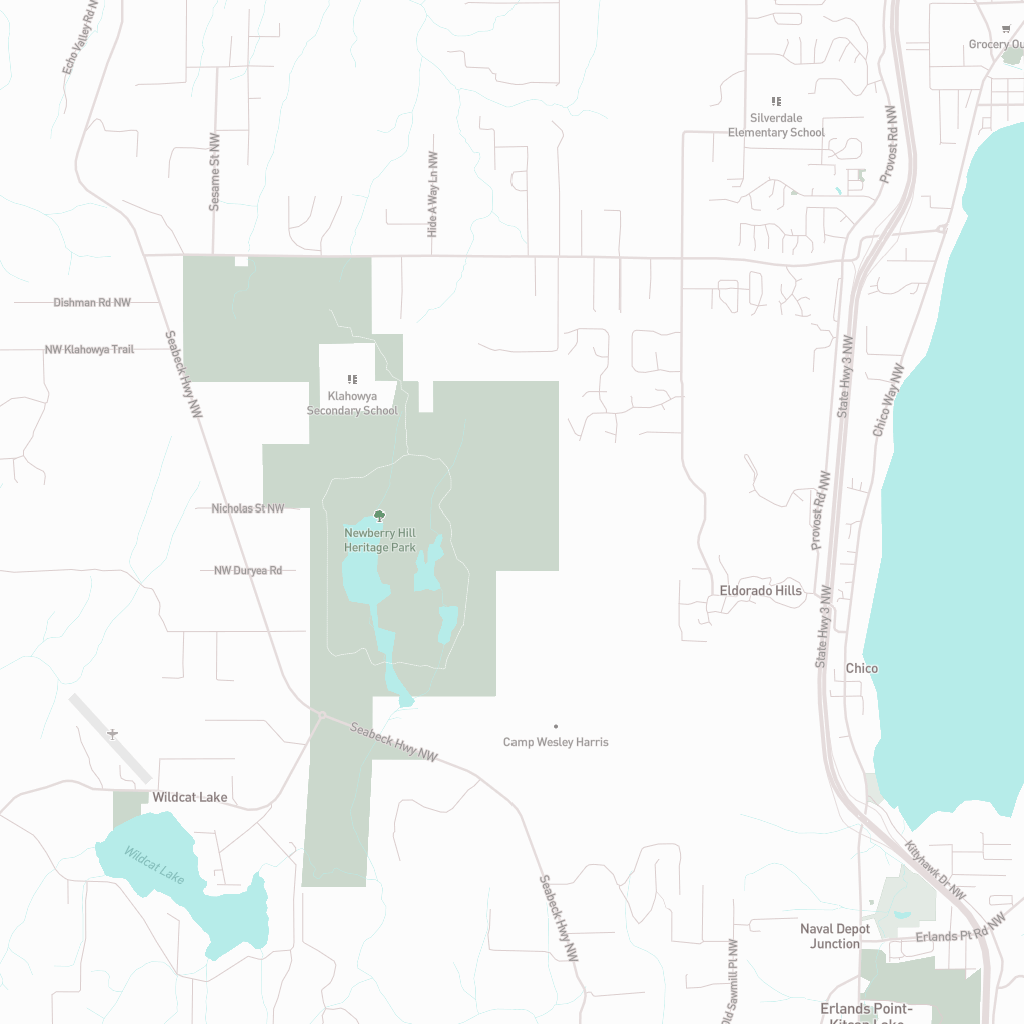 Echo Valley Rd N
Grocery Ou
Silverdale
Elementary School
Provost Rd NW
Sesame St NW
Hide A Way Ln NW
Dishman Rd NW
NW Klahowya Trail
Seabeck Hwy NW
Klahowya
Secondary School
State Hwy 3 NW
Chico Way NW
Nicholas St NW
Newberry Hill
Heritage Park
Provost Rd NW
NW Duryea Rd
Eldorado Hills
State Hwy 3 NW
Chico
Seabeck Hwy NW
Camp Wesley Harris
Wildcat Lake
Wildcat Lake
Kittyhawk Dr NW
Seabeck Hwy NW
Naval Depot
Junction
Erlands Pt Rd NW
Old Sawmill Pl NW
Erlands Point-
Kitsap Lake